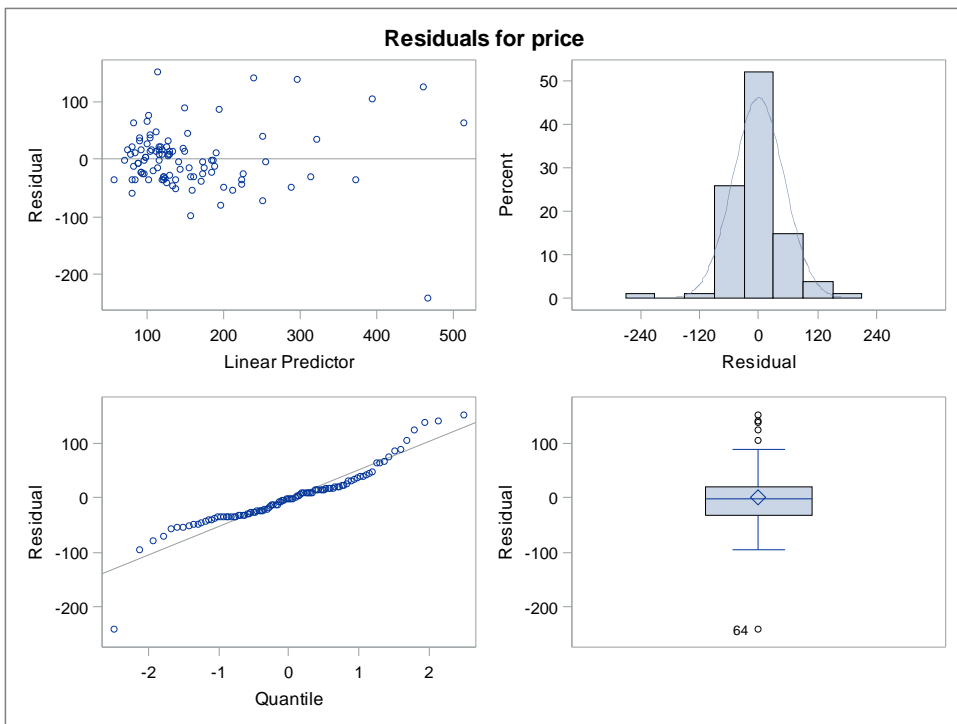 Residuals for price
Residual
100
0
-100
-200
100 200 300 400 500
Linear Predictor
Percent
50
40
30
20
10
0
-240 -120 0 120 240
Residual
Residual
100
0
-100
-200
-2 -1 0 1 2
Quantile
Residual
100
0
-100
-200
64